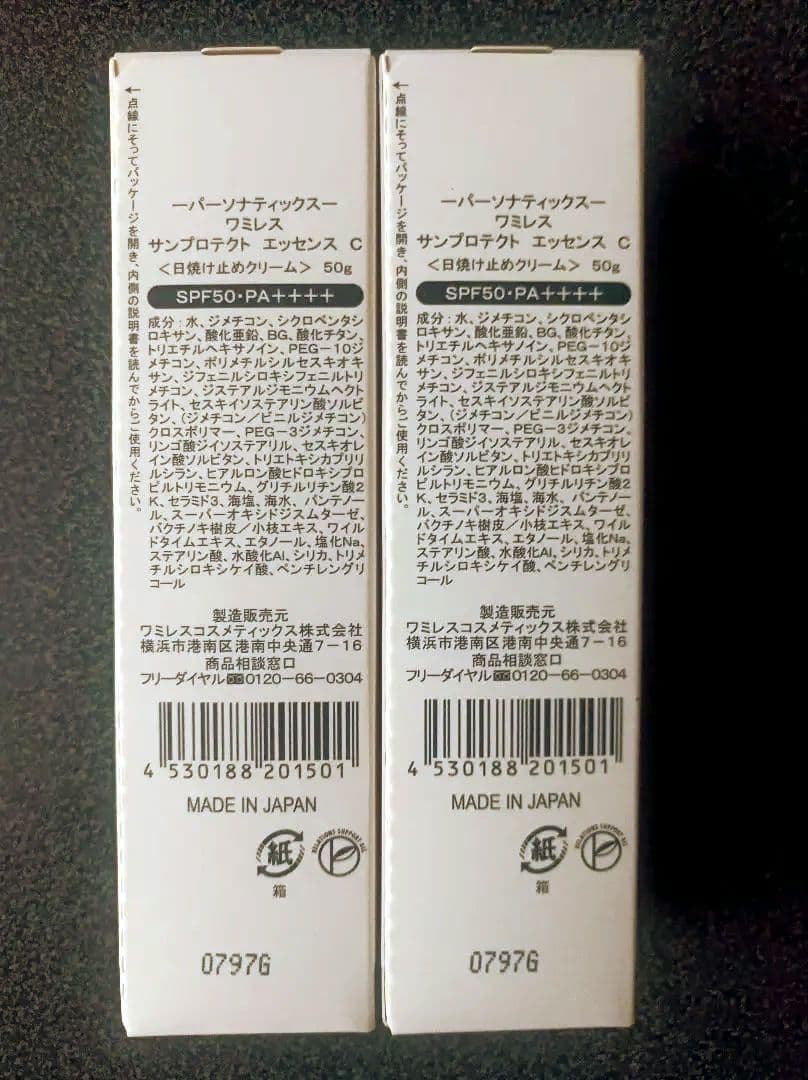 ←点線にそってパッケージを開き、内側の説明書を読んでからご使用ください。
ーパーソナティックスー
ワミレス
サンプロテクト エッセンス C
＜日焼け止めクリーム＞ 50g
SPF50・PA＋＋＋＋
成分：水、ジメチコン、シクロペンタシ
ロキサン、酸化亜鉛、BG、酸化チタン、
トリエチルヘキサノイン、PEG－10ジ
メチコン、ポリメチルシルセスキオキ
サン、ジフェニルシロキシフェニルトリ
メチコン、ジステアルジモニウムヘクト
ライト、セスキイソステアリン酸ソルビ
タン、（ジメチコン／ビニルジメチコン）
クロスポリマー、PEG－3ジメチコン、
リンゴ酸ジイソステアリル、セスキオレ
イン酸ソルビタン、トリエトキシカプリリ
ルシラン、ヒアルロン酸ヒドロキシプロ
ピルトリモニウム、グリチルリチン酸2
K、セラミド3、海塩、海水、パンテノー
ル、スーパーオキシドジスムターゼ、
バクチノキ樹皮／小枝エキス、ワイル
ドタイムエキス、エタノール、塩化Na、
ステアリン酸、水酸化Al、シリカ、トリメ
チルシロキシケイ酸、ペンチレングリ
コール
製造販売元
ワミレスコスメティックス株式会社
横浜市港南区港南中央通7－16
商品相談窓口
フリーダイヤル0120－66－0304
4 530188 201501
MADE IN JAPAN
紙
箱
RELATIONS SUPPORT AEL
0797G
←点線にそってパッケージを開き、内側の説明書を読んでからご使用ください。
ーパーソナティックスー
ワミレス
サンプロテクト エッセンス C
＜日焼け止めクリーム＞ 50g
SPF50・PA＋＋＋＋
成分：水、ジメチコン、シクロペンタシ
ロキサン、酸化亜鉛、BG、酸化チタン、
トリエチルヘキサノイン、PEG－10ジ
メチコン、ポリメチルシルセスキオキ
サン、ジフェニルシロキシフェニルトリ
メチコン、ジステアルジモニウムヘクト
ライト、セスキイソステアリン酸ソルビ
タン、（ジメチコン／ビニルジメチコン）
クロスポリマー、PEG－3ジメチコン、
リンゴ酸ジイソステアリル、セスキオレ
イン酸ソルビタン、トリエトキシカプリリ
ルシラン、ヒアルロン酸ヒドロキシプロ
ピルトリモニウム、グリチルリチン酸2
K、セラミド3、海塩、海水、パンテノー
ル、スーパーオキシドジスムターゼ、
バクチノキ樹皮／小枝エキス、ワイル
ドタイムエキス、エタノール、塩化Na、
ステアリン酸、水酸化Al、シリカ、トリメ
チルシロキシケイ酸、ペンチレングリ
コール
製造販売元
ワミレスコスメティックス株式会社
横浜市港南区港南中央通7－16
商品相談窓口
フリーダイヤル0120－66－0304
4 530188 201501
MADE IN JAPAN
紙
箱
RELATIONS SUPPORT
0797G